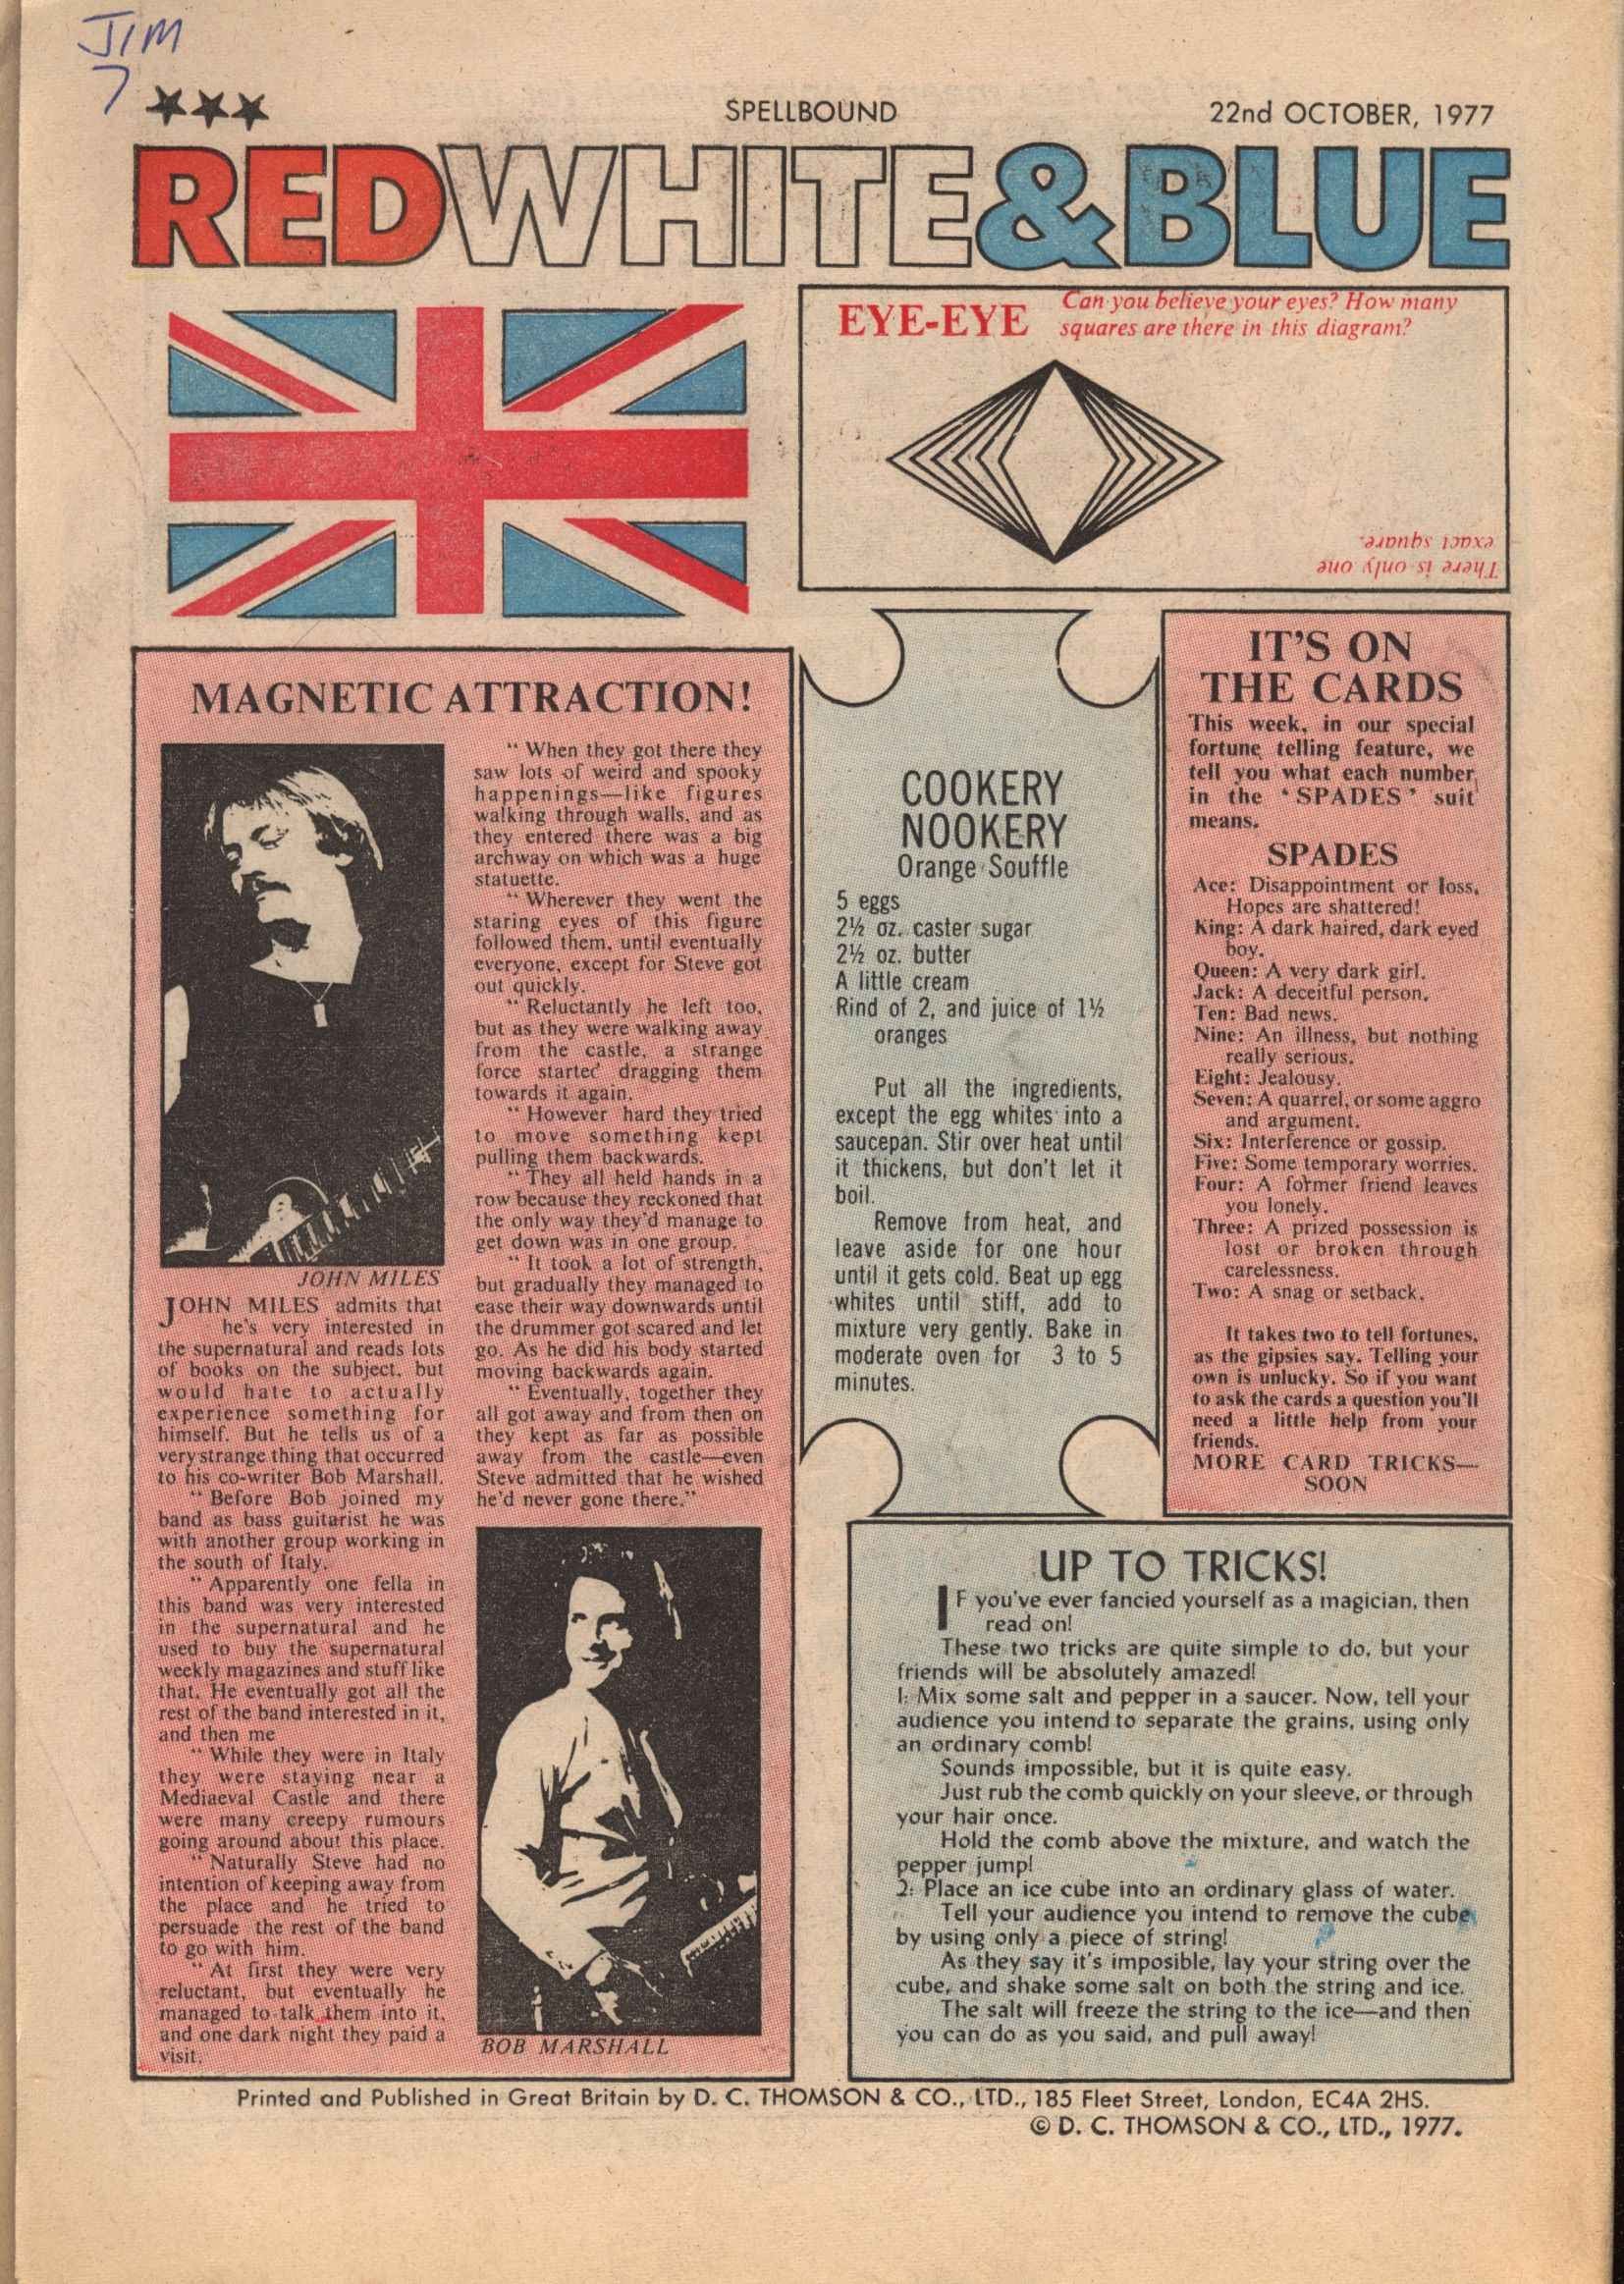 JIM
7
SPELLBOUND
22nd OCTOBER, 1977
RED WHITE & BLUE
EYE-EYE
Can you believe your eyes? How many
squares are there in this diagram?
There is only one
exact square.
MAGNETIC ATTRACTION!
JOHN MILES
JOHN MILES admits that
he's very interested in
the supernatural and reads lots
of books on the subject, but
would hate to actually
experience something for
himself. But he tells us of a
very strange thing that occurred
to his co-writer Bob Marshall.
" Before Bob joined my
band as bass guitarist he was
with another group working in
the south of Italy.
" Apparently one fella in
this band was very interested
in the supernatural and he
used to buy the supernatural
weekly magazines and stuff like
that. He eventually got all the
rest of the band interested in it,
and then me
" While they were in Italy
they were staying near a
Mediaeval Castle and there
were many creepy rumours
going around about this place.
" Naturally Steve had no
intention of keeping away from
the place and he tried to
persuade the rest of the band
to go with him.
" At first they were very
reluctant, but eventually he
managed to talk them into it,
and one dark night they paid a
visit.
" When they got there they
saw lots of weird and spooky
happenings—like figures
walking through walls, and as
they entered there was a big
archway on which was a huge
statuette.
" Wherever they went the
staring eyes of this figure
followed them, until eventually
everyone, except for Steve got
out quickly.
" Reluctantly he left too,
but as they were walking away
from the castle, a strange
force started dragging them
towards it again.
" However hard they tried
to move something kept
pulling them backwards.
" They all held hands in a
row because they reckoned that
the only way they'd manage to
get down was in one group.
" It took a lot of strength,
but gradually they managed to
ease their way downwards until
the drummer got scared and let
go. As he did his body started
moving backwards again.
" Eventually, together they
all got away and from then on
they kept as far as possible
away from the castle—even
Steve admitted that he wished
he'd never gone there."
BOB MARSHALL
COOKERY
NOOKERY
Orange Souffle
5 eggs
2½ oz. caster sugar
2½ oz. butter
A little cream
Rind of 2, and juice of 1½
oranges
Put all the ingredients,
except the egg whites into a
saucepan. Stir over heat until
it thickens, but don't let it
boil.
Remove from heat, and
leave aside for one hour
until it gets cold. Beat up egg
whites until stiff, add to
mixture very gently. Bake in
moderate oven for 3 to 5
minutes.
IT'S ON
THE CARDS
This week, in our special
fortune telling feature, we
tell you what each number
in the ‘ SPADES ’ suit
means.
SPADES
Ace: Disappointment or loss.
Hopes are shattered!
King: A dark haired, dark eyed
boy.
Queen: A very dark girl.
Jack: A deceitful person.
Ten: Bad news.
Nine: An illness, but nothing
really serious.
Eight: Jealousy.
Seven: A quarrel, or some aggro
and argument.
Six: Interference or gossip.
Five: Some temporary worries.
Four: A former friend leaves
you lonely.
Three: A prized possession is
lost or broken through
carelessness.
Two: A snag or setback.
It takes two to tell fortunes,
as the gipsies say. Telling your
own is unlucky. So if you want
to ask the cards a question you'll
need a little help from your
friends.
MORE CARD TRICKS—
SOON
UP TO TRICKS!
IF you've ever fancied yourself as a magician, then
read on!
These two tricks are quite simple to do, but your
friends will be absolutely amazed!
1: Mix some salt and pepper in a saucer. Now, tell your
audience you intend to separate the grains, using only
an ordinary comb!
Sounds impossible, but it is quite easy.
Just rub the comb quickly on your sleeve, or through
your hair once.
Hold the comb above the mixture, and watch the
pepper jump!
2: Place an ice cube into an ordinary glass of water.
Tell your audience you intend to remove the cube
by using only a piece of string!
As they say it's imposible, lay your string over the
cube, and shake some salt on both the string and ice.
The salt will freeze the string to the ice—and then
you can do as you said, and pull away!
Printed and Published in Great Britain by D. C. THOMSON & CO., LTD., 185 Fleet Street, London, EC4A 2HS.
© D. C. THOMSON & CO., LTD., 1977.